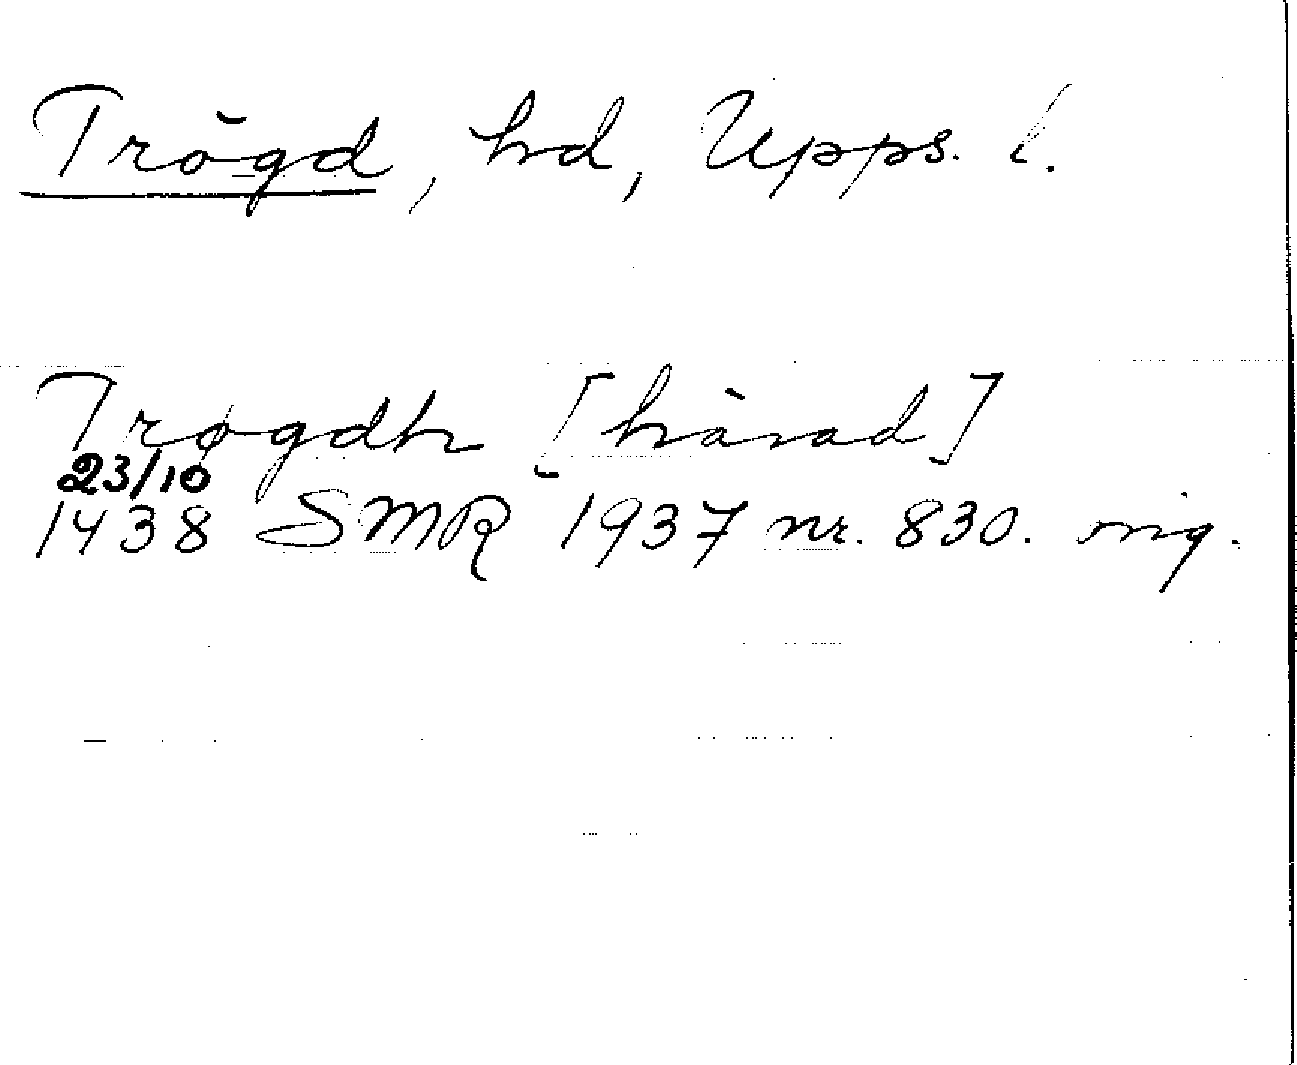 Trögd, hd, Upps. l.
Trøgdh [härad]
23/10
1438 SMR 1937 nr. 830. orig.